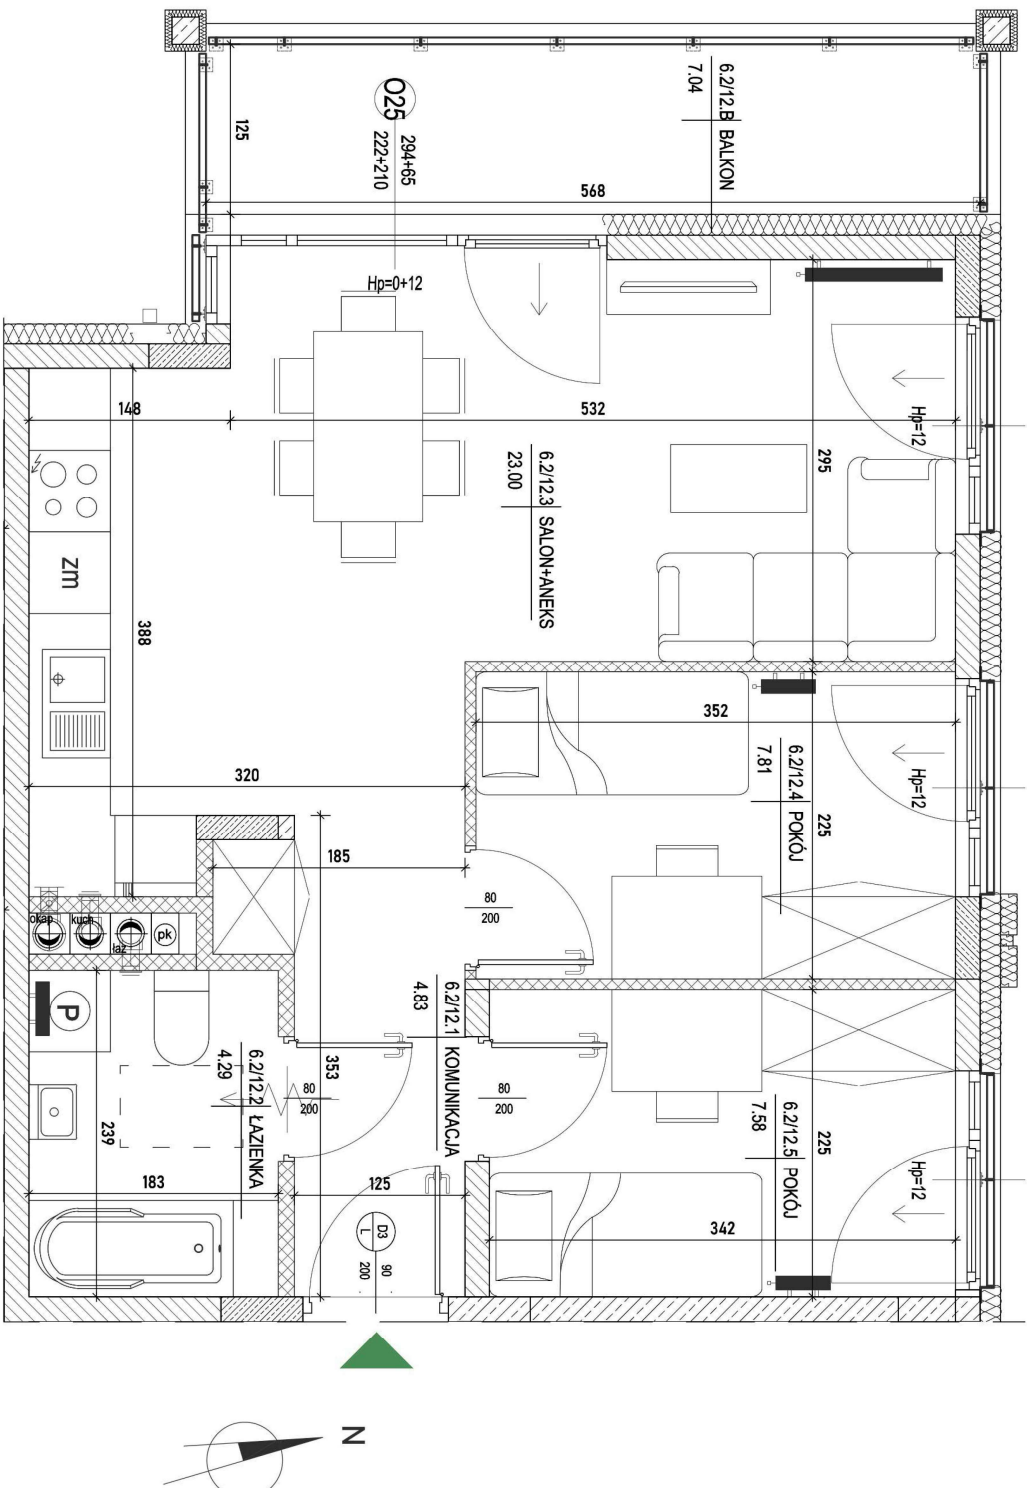 6.2/12.B BALKON
7.04
O25
294+65
222+210
125
568
Hp=0+12
148
532
Hp=12
295
6.2/12.3 SALON+ANEKS
23.00
zm
388
352
320
6.2/12.4 POKÓJ
7.81
Hp=12
225
185
80
200
okap
kuch
łaz
pk
P
6.2/12.1 KOMUNIKACJA
4.83
353
80
200
80
200
6.2/12.2 ŁAZIENKA
4.29
239
183
125
6.2/12.5 POKÓJ
7.58
225
Hp=12
342
D3
L
90
200
N